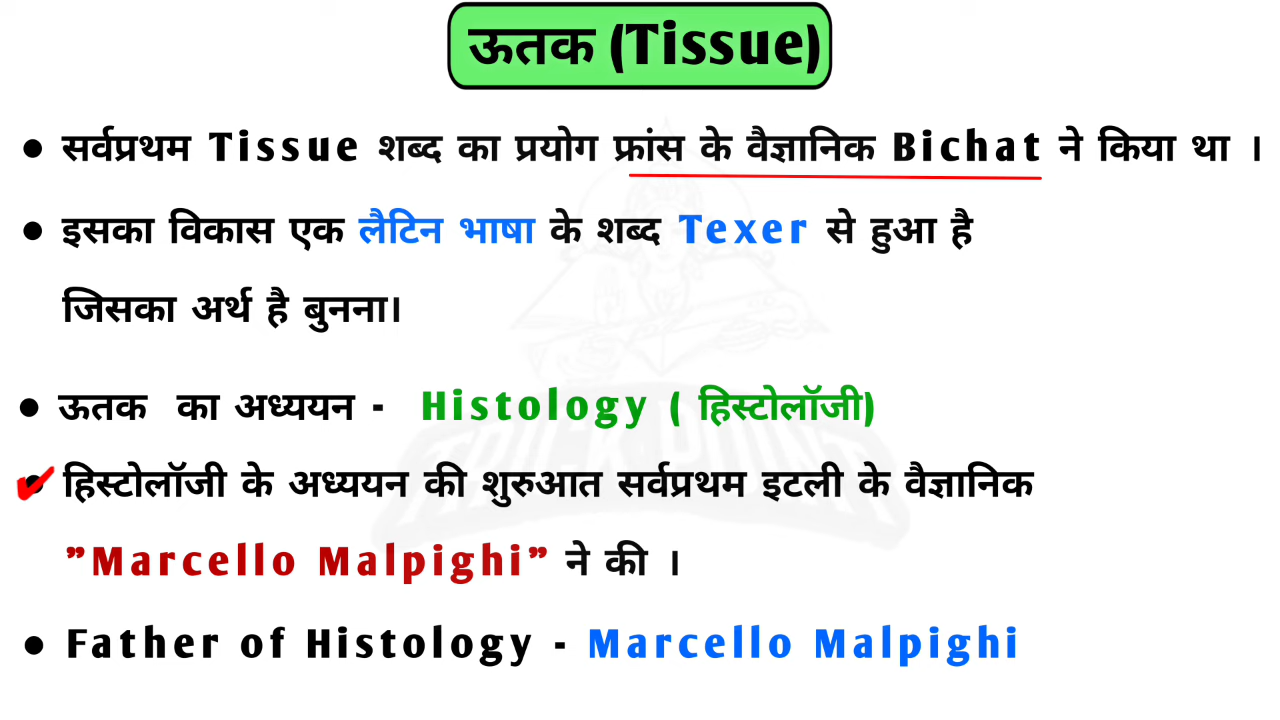 ऊतक (Tissue)
● सर्वप्रथम Tissue शब्द का प्रयोग फ्रांस के वैज्ञानिक Bichat ने किया था ।
● इसका विकास एक लैटिन भाषा के शब्द Texer से हुआ है
जिसका अर्थ है बुनना।
● ऊतक का अध्ययन - Histology ( हिस्टोलॉजी)
✔ हिस्टोलॉजी के अध्ययन की शुरुआत सर्वप्रथम इटली के वैज्ञानिक
”Marcello Malpighi” ने की ।
● Father of Histology - Marcello Malpighi